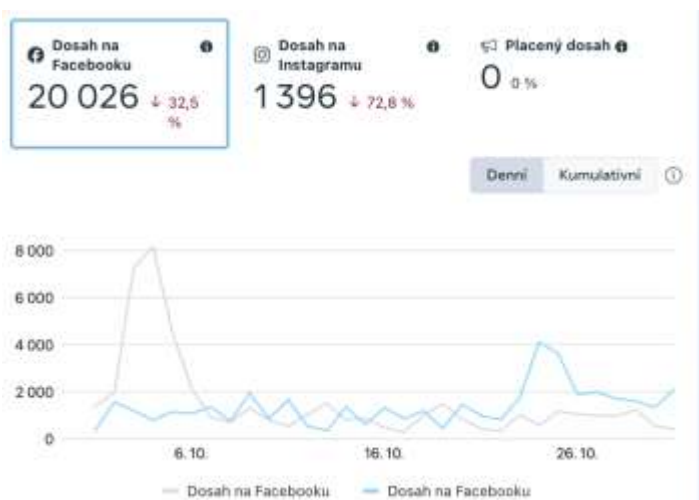 Dosah na
Facebooku
20 026 ↓ 32,5
%
Dosah na
Instagramu
1 396 ↓ 72,8 %
Placený dosah
0 0 %
Denní Kumulativní
8 000
6 000
4 000
2 000
0
6. 10. 16. 10. 26. 10.
Dosah na Facebooku Dosah na Facebooku